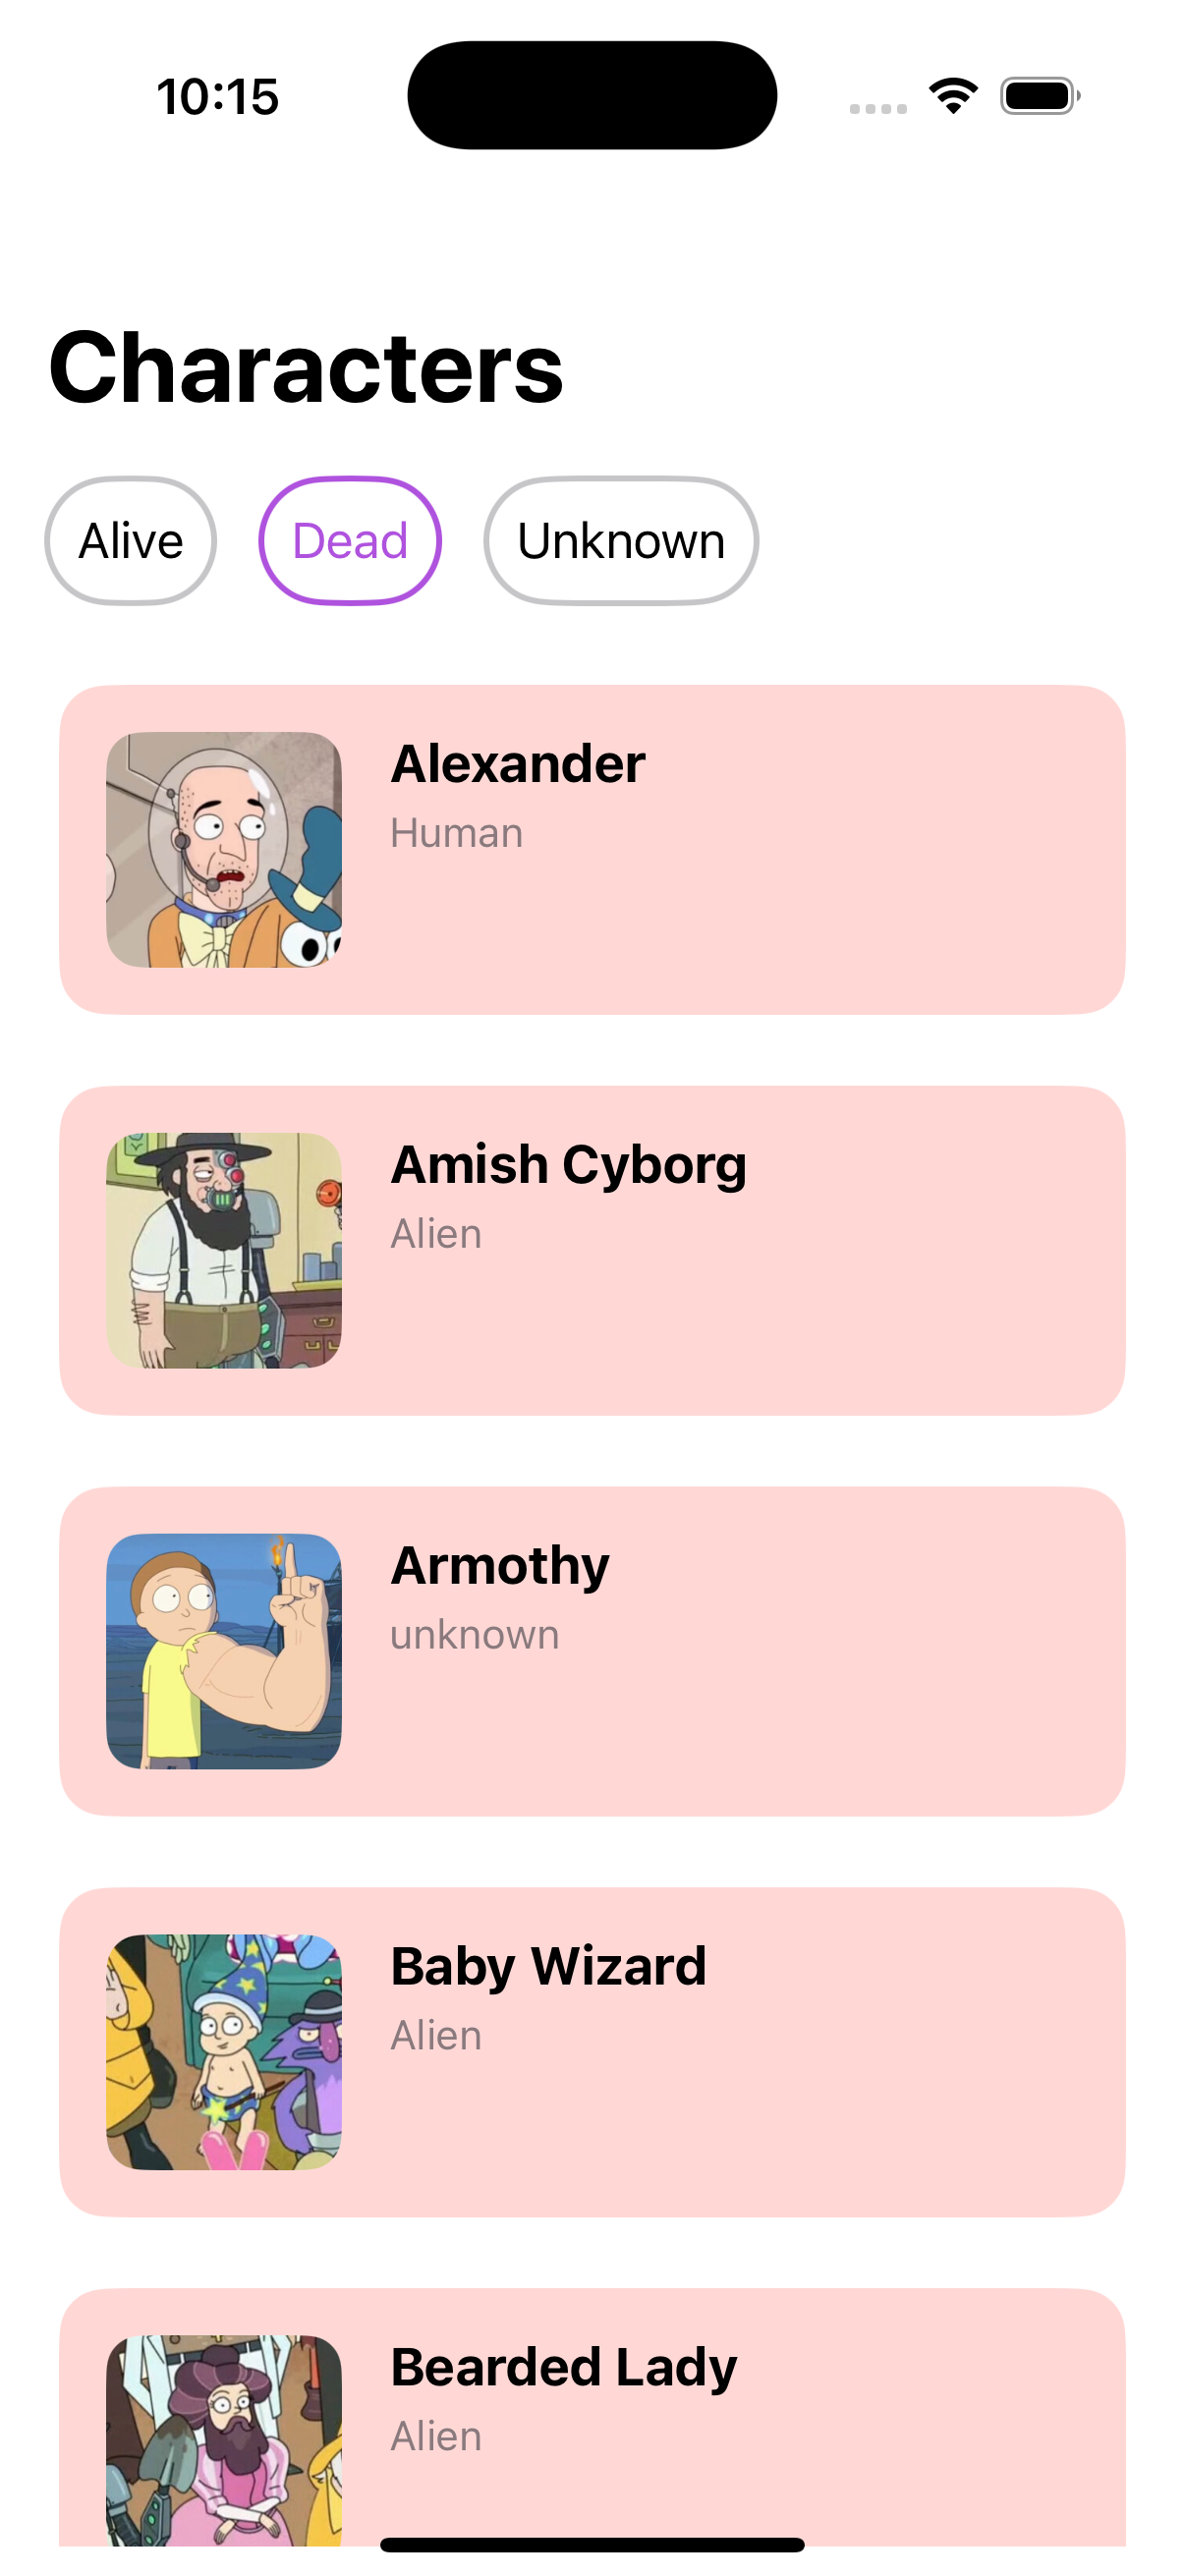 10:15
Characters
Alive
Dead
Unknown
Alexander
Human
Amish Cyborg
Alien
Armothy
unknown
Baby Wizard
Alien
Bearded Lady
Alien